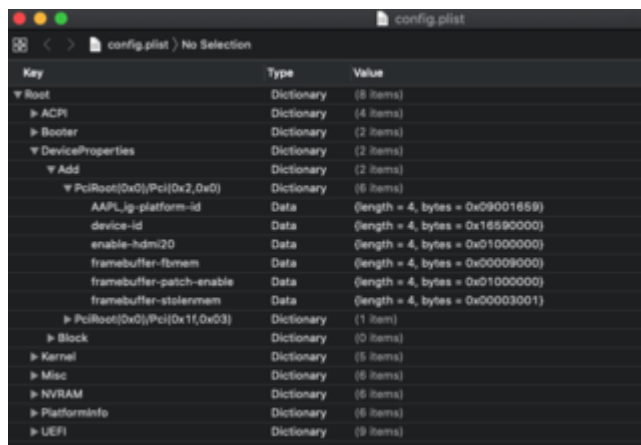 config.plist
config.plist 〉 No Selection
Key Type Value
Root Dictionary (8 items)
ACPI Dictionary (4 items)
Booter Dictionary (2 items)
DeviceProperties Dictionary (2 items)
Add Dictionary (2 items)
PciRoot(0x0)/Pci(0x2,0x0) Dictionary (6 items)
AAPL,ig-platform-id Data {length = 4, bytes = 0x09001659}
device-id Data {length = 4, bytes = 0x16590000}
enable-hdmi20 Data {length = 4, bytes = 0x01000000}
framebuffer-fbmem Data {length = 4, bytes = 0x00009000}
framebuffer-patch-enable Data {length = 4, bytes = 0x01000000}
framebuffer-stolenmem Data {length = 4, bytes = 0x00003001}
PciRoot(0x0)/Pci(0x1f,0x03) Dictionary (1 item)
Block Dictionary (0 items)
Kernel Dictionary (5 items)
Misc Dictionary (6 items)
NVRAM Dictionary (6 items)
PlatformInfo Dictionary (6 items)
UEFI Dictionary (9 items)